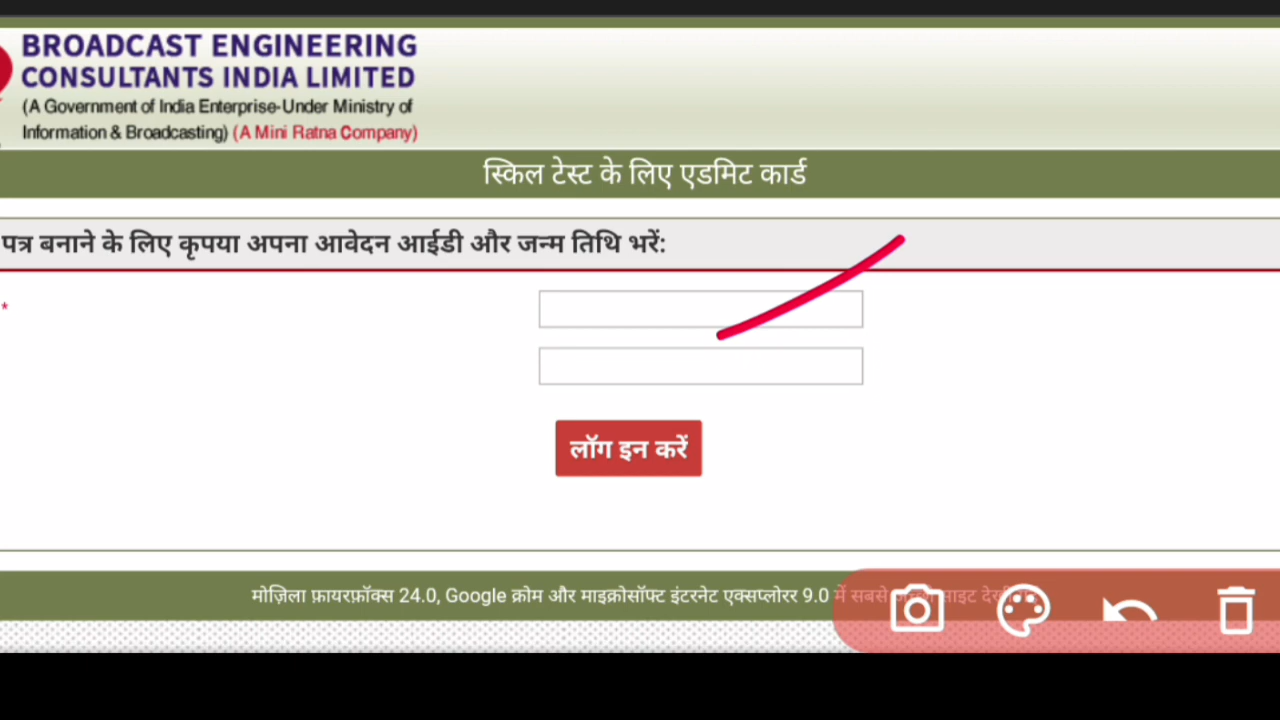 BROADCAST ENGINEERING
CONSULTANTS INDIA LIMITED
(A Government of India Enterprise-Under Ministry of
Information & Broadcasting) (A Mini Ratna Company)
स्किल टेस्ट के लिए एडमिट कार्ड
पत्र बनाने के लिए कृपया अपना आवेदन आईडी और जन्म तिथि भरें:
*
लॉग इन करें
मोज़िला फ़ायरफ़ॉक्स 24.0, Google क्रोम और माइक्रोसॉफ्ट इंटरनेट एक्सप्लोरर 9.0 में सबसे साइट